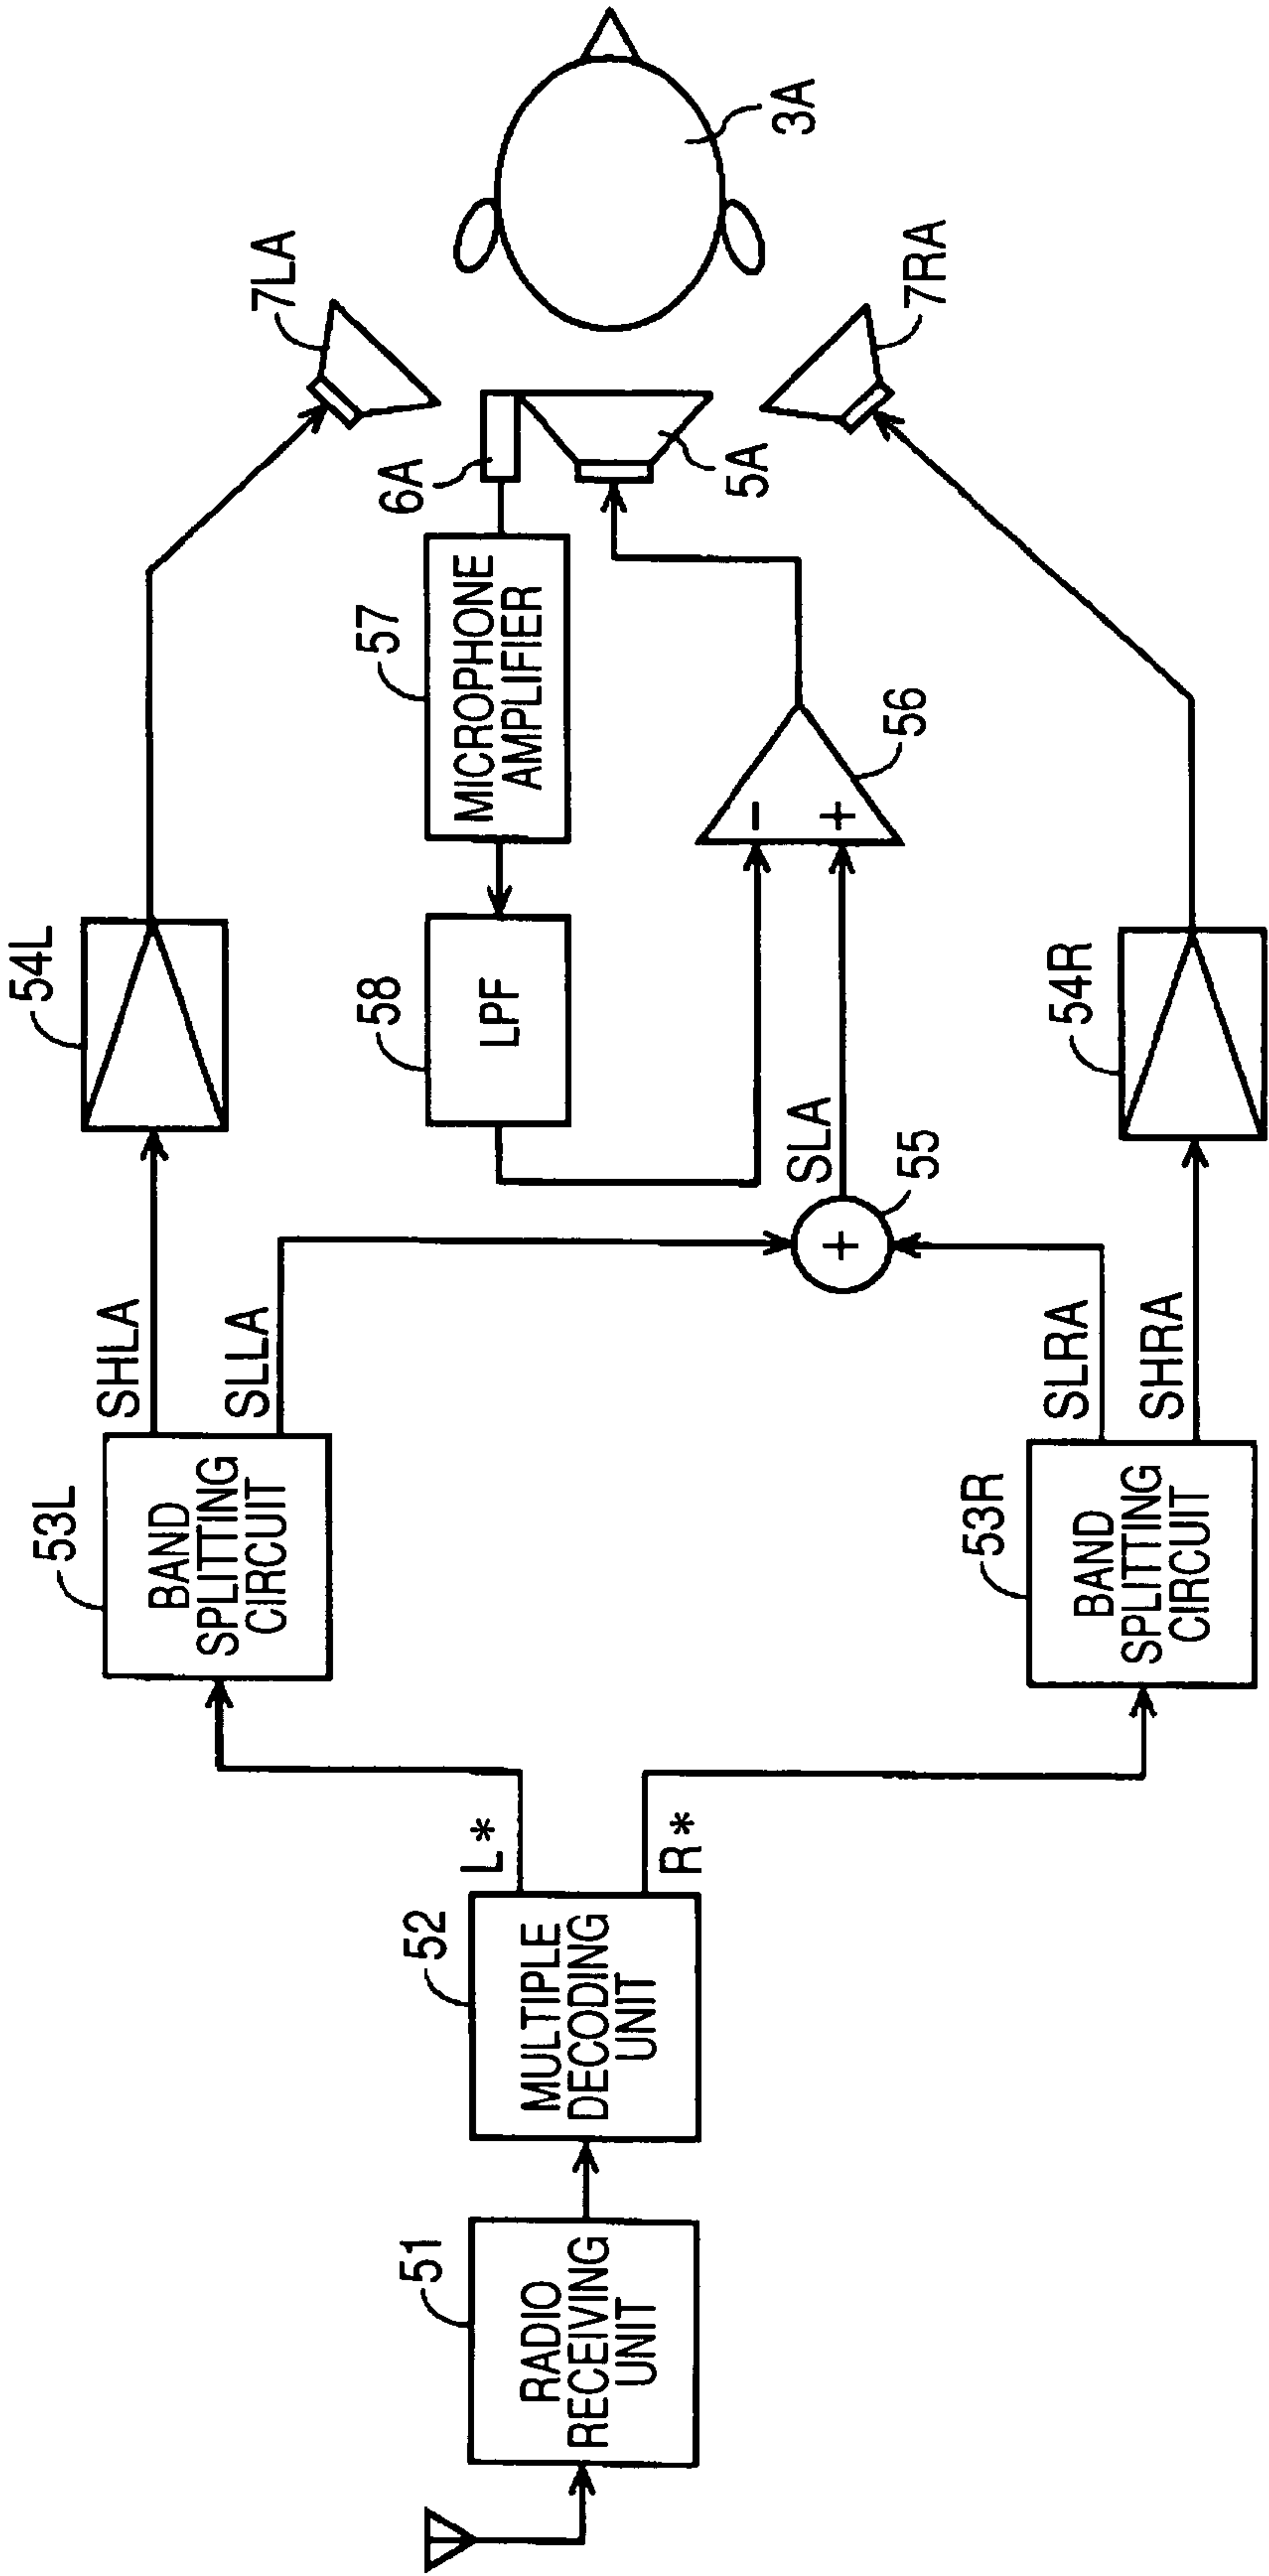 51
RADIO
RECEIVING
UNIT
52
MULTIPLE
DECODING
UNIT
L*
R*
53L
BAND
SPLITTING
CIRCUIT
SHLA
SLLA
54L
53R
BAND
SPLITTING
CIRCUIT
SLRA
SHRA
54R
55
+
SLA
56
-
+
58
LPF
57
MICROPHONE
AMPLIFIER
6A
5A
7LA
7RA
3A